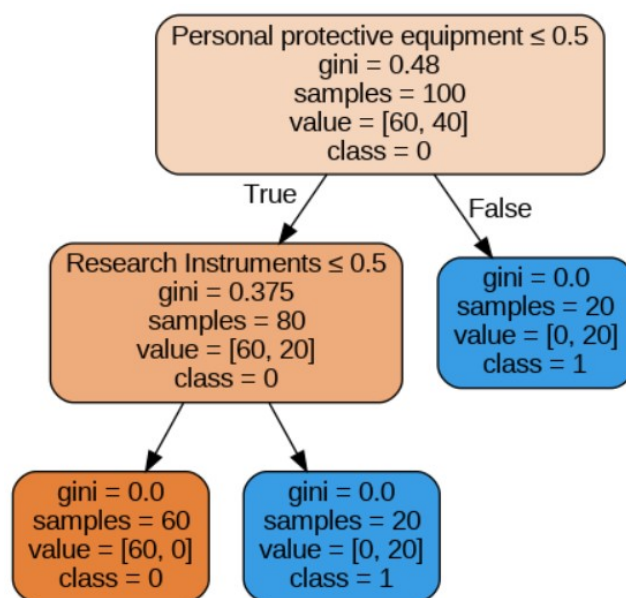 Personal protective equipment ≤ 0.5
gini = 0.48
samples = 100
value = [60, 40]
class = 0
True
False
Research Instruments ≤ 0.5
gini = 0.375
samples = 80
value = [60, 20]
class = 0
gini = 0.0
samples = 20
value = [0, 20]
class = 1
gini = 0.0
samples = 60
value = [60, 0]
class = 0
gini = 0.0
samples = 20
value = [0, 20]
class = 1